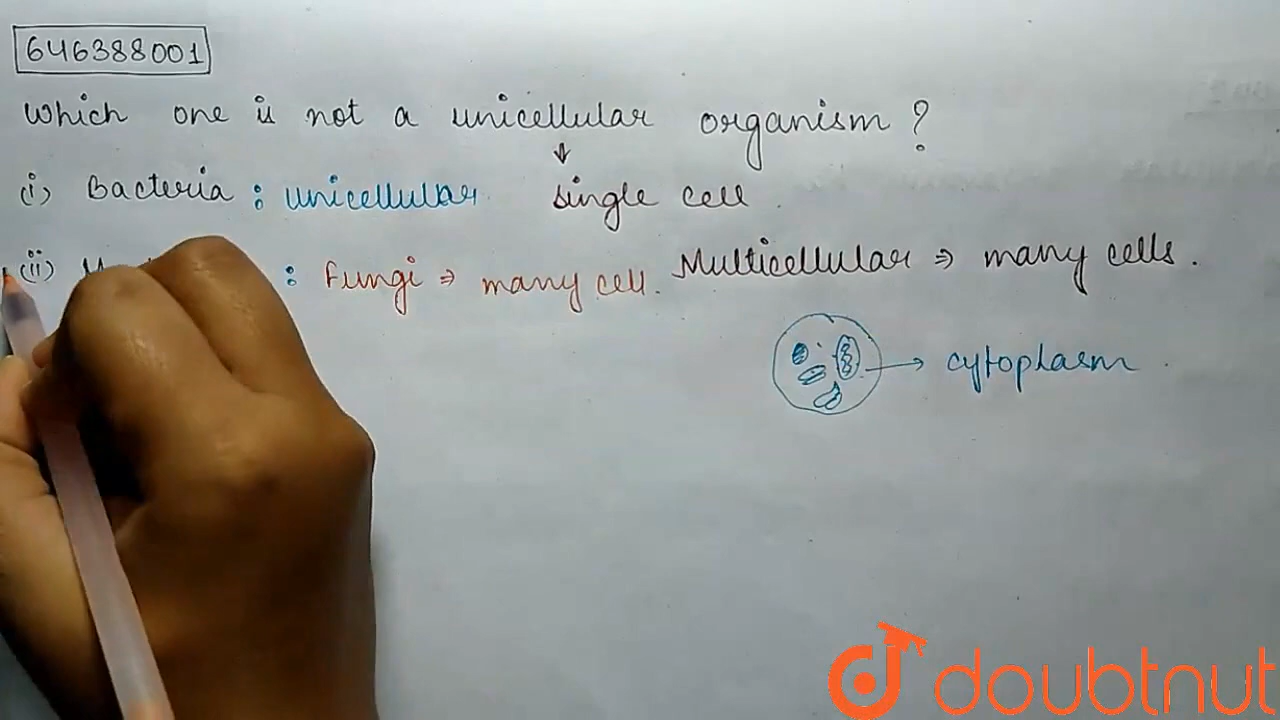 646388001
Which one is not a unicellular organism ?
↓
(i) Bacteria : unicellular single cell .
(ii) : Fungi ⇒ many cell. Multicellular ⇒ many cells .
→ cytoplasm .
doubtnut